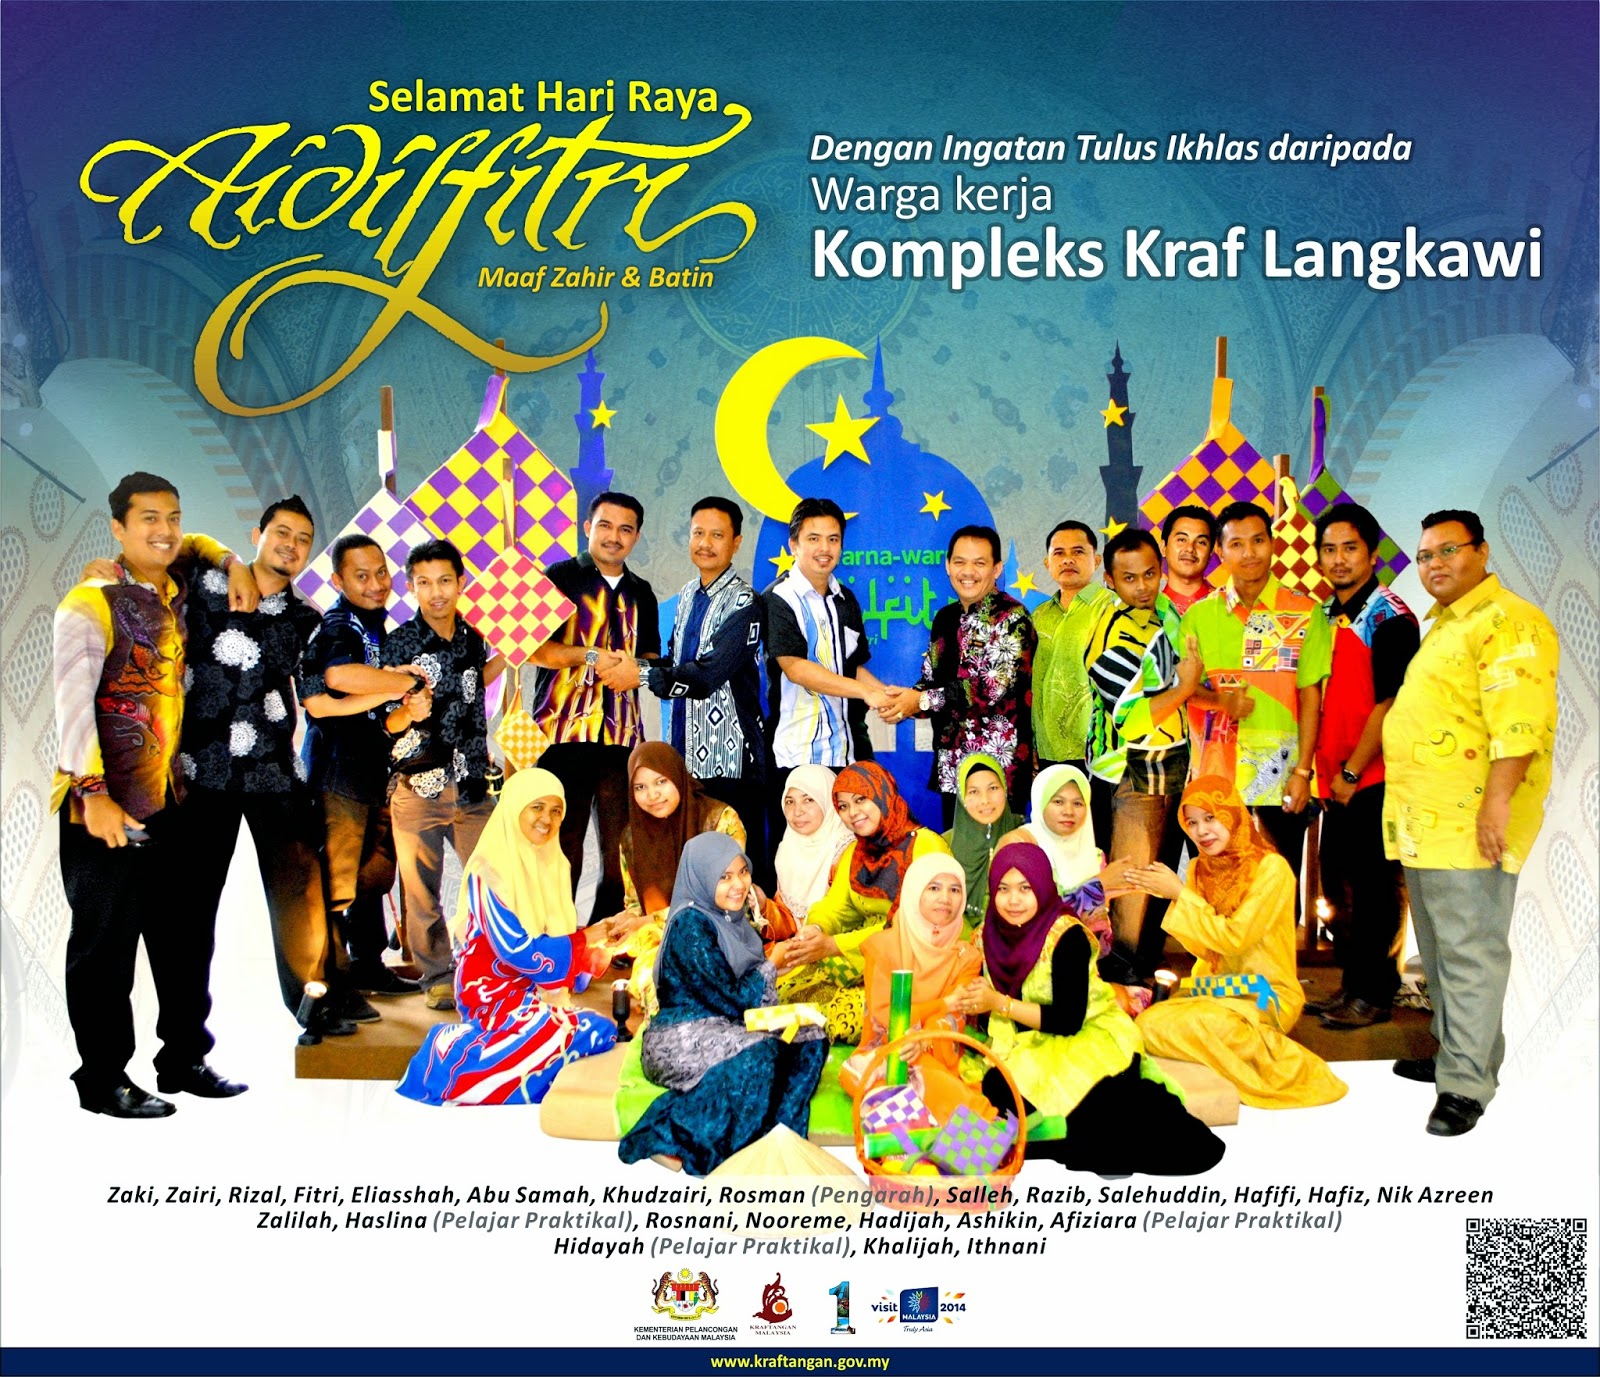 Selamat Hari Raya
Aidilfitri
Maaf Zahir & Batin
Dengan Ingatan Tulus Ikhlas daripada
Warga kerja
Kompleks Kraf Langkawi
Zaki, Zairi, Rizal, Fitri, Eliasshah, Abu Samah, Khudzairi, Rosman (Pengarah), Salleh, Razib, Salehuddin, Hafifi, Hafiz, Nik Azreen
Zalilah, Haslina (Pelajar Praktikal), Rosnani, Nooreme, Hadijah, Ashikin, Afiziara (Pelajar Praktikal)
Hidayah (Pelajar Praktikal), Khalijah, Ithnani
KEMENTERIAN PELANCONGAN
DAN KEBUDAYAAN MALAYSIA
KRAFTANGAN
MALAYSIA
1
visit MALAYSIA 2014
Truly Asia
www.kraftangan.gov.my